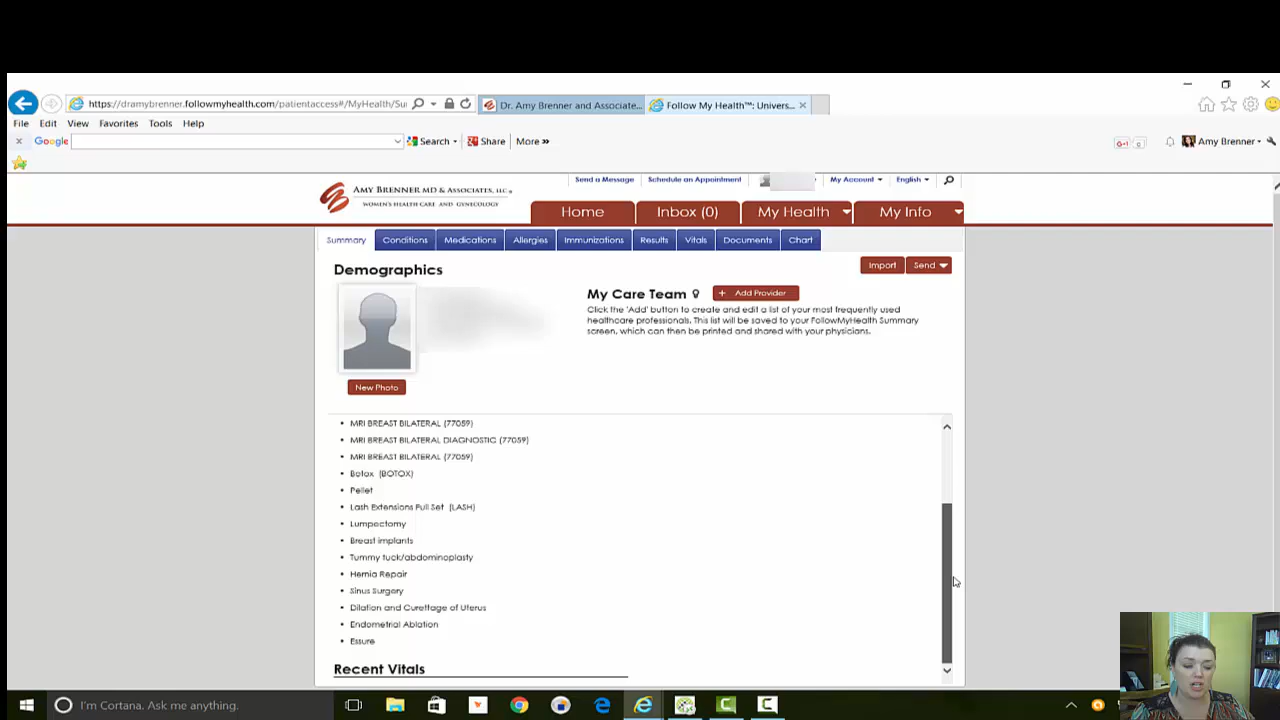 https://dramybrenner.followmyhealth.com/patientaccess#/MyHealth/Su
Dr. Amy Brenner and Associate...
Follow My Health™: Univers...
File Edit View Favorites Tools Help
Google
Search
Share
More »
G+1 0
Amy Brenner
Send a Message
Schedule an Appointment
My Account
English
AMY BRENNER MD & ASSOCIATES, LLC
WOMEN'S HEALTH CARE AND GYNECOLOGY
Home
Inbox (0)
My Health
My Info
Summary
Conditions
Medications
Allergies
Immunizations
Results
Vitals
Documents
Chart
Demographics
Import
Send
My Care Team
+ Add Provider
Click the 'Add' button to create and edit a list of your most frequently used
healthcare professionals. This list will be saved to your FollowMyHealth Summary
screen, which can then be printed and shared with your physicians.
New Photo
• MRI BREAST BILATERAL (77059)
• MRI BREAST BILATERAL DIAGNOSTIC (77059)
• MRI BREAST BILATERAL (77059)
• Botox (BOTOX)
• Pellet
• Lash Extensions Full Set (LASH)
• Lumpectomy
• Breast implants
• Tummy tuck/abdominoplasty
• Hernia Repair
• Sinus Surgery
• Dilation and Curettage of Uterus
• Endometrial Ablation
• Essure
Recent Vitals
I'm Cortana. Ask me anything.